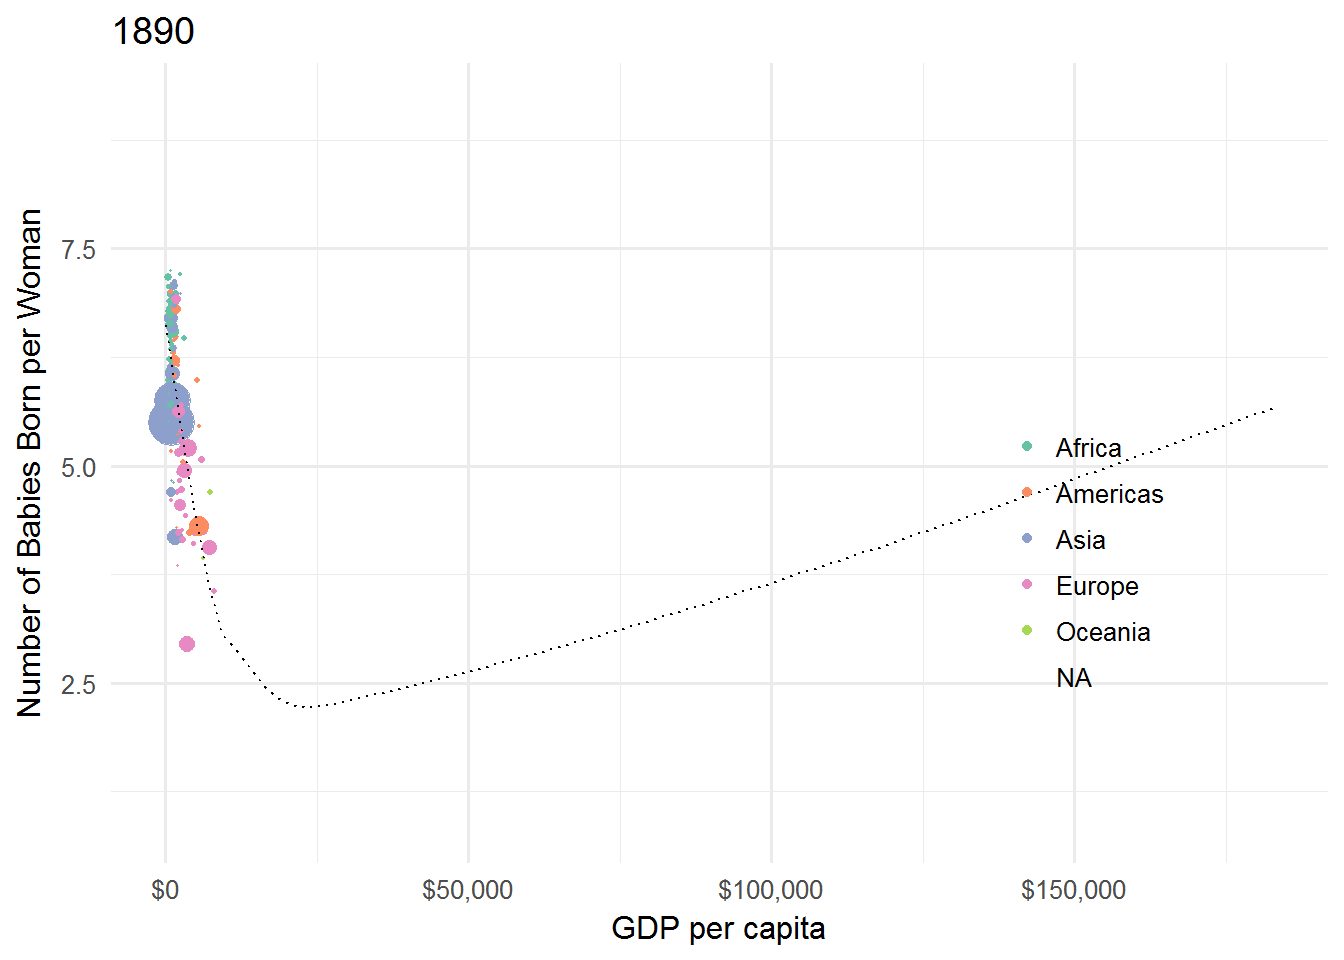 1890
Number of Babies Born per Woman
7.5
5.0
2.5
Africa
Americas
Asia
Europe
Oceania
NA
$0
$50,000
$100,000
$150,000
GDP per capita